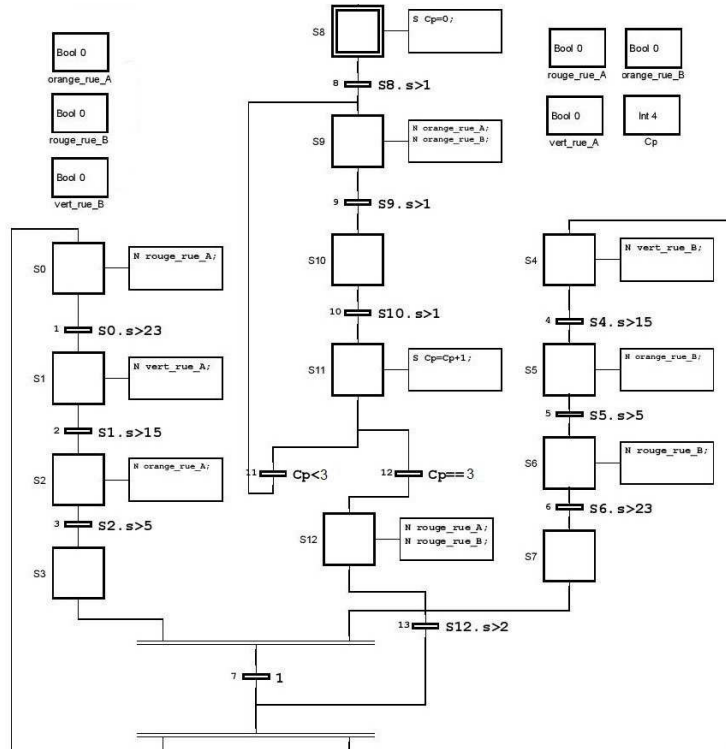 Bool 0
orange_rue_A
Bool 0
rouge_rue_B
Bool 0
vert_rue_B
S8
S Cp=0;
8 S8.s>1
S9
N orange_rue_A;
N orange_rue_B;
9 S9.s>1
S10
10 S10.s>1
S11
S Cp=Cp+1;
11 Cp<3
12 Cp==3
S12
N rouge_rue_A;
N rouge_rue_B;
13 S12.s>2
Bool 0
rouge_rue_A
Bool 0
orange_rue_B
Bool 0
vert_rue_A
Int 4
Cp
S0
N rouge_rue_A;
1 S0.s>23
S1
N vert_rue_A;
2 S1.s>15
S2
N orange_rue_A;
3 S2.s>5
S3
S4
N vert_rue_B;
4 S4.s>15
S5
N orange_rue_B;
5 S5.s>5
S6
N rouge_rue_B;
6 S6.s>23
S7
7 1